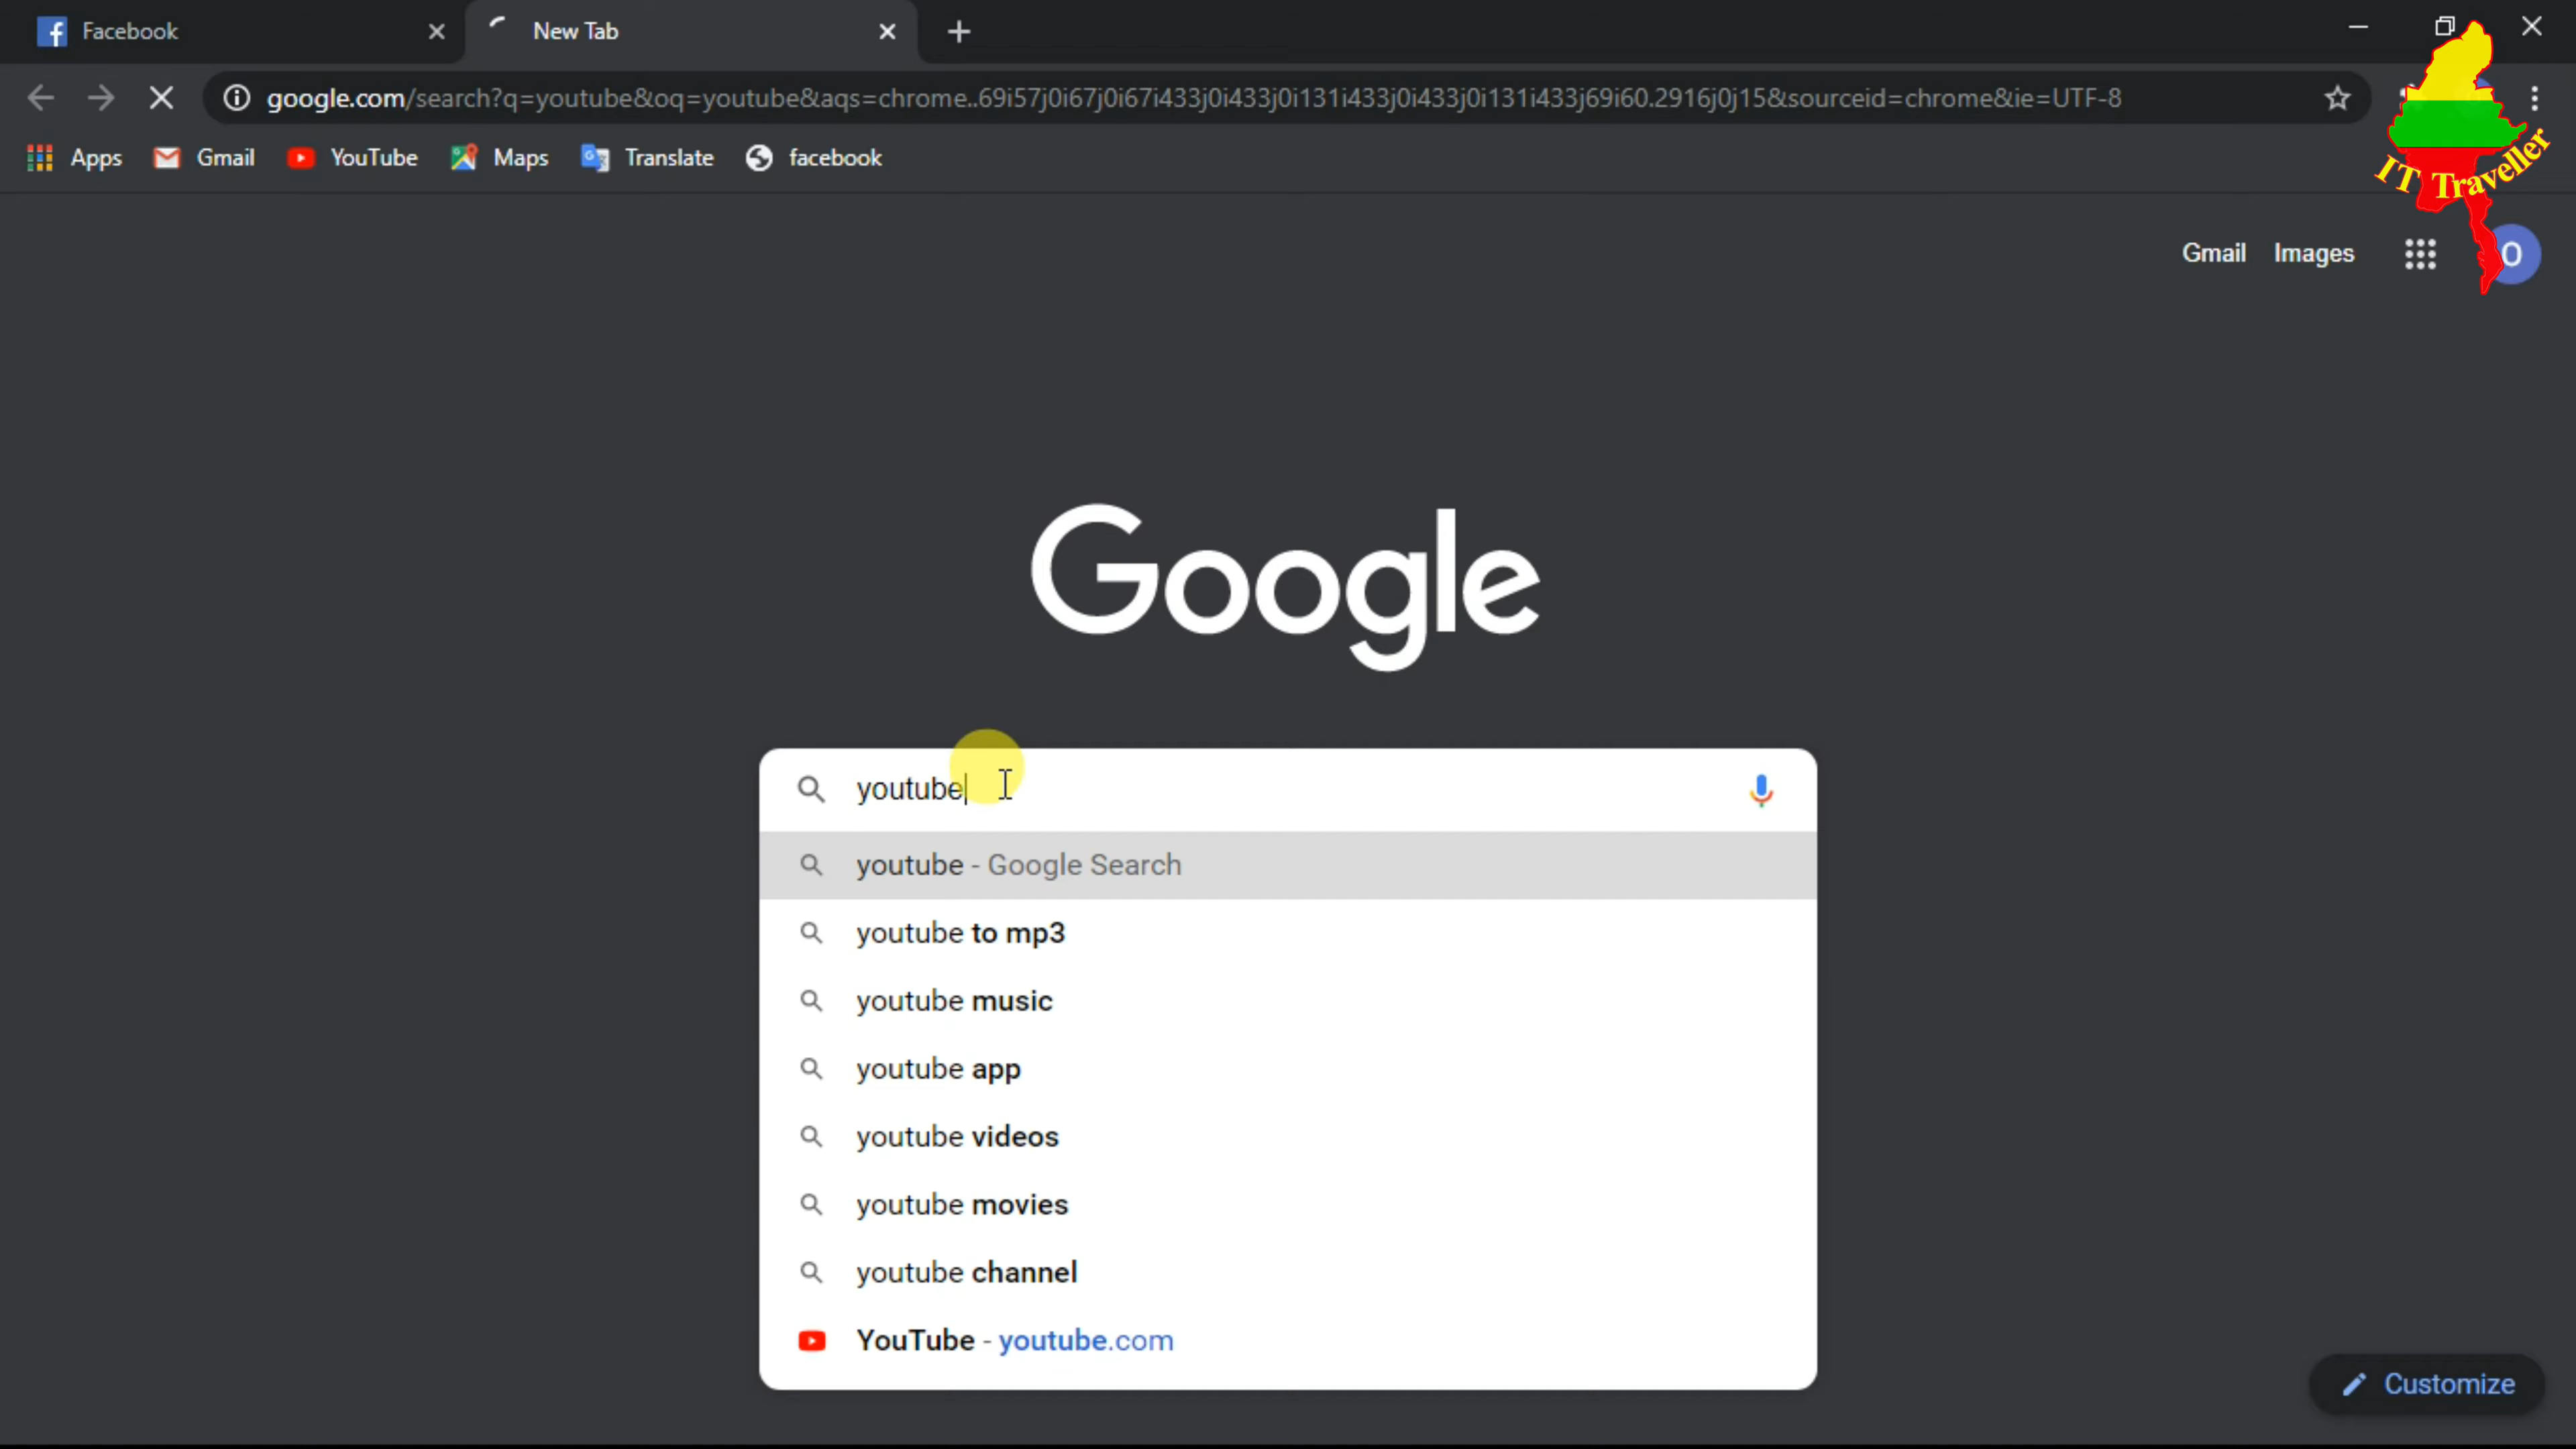 Facebook
New Tab
google.com/search?q=youtube&oq=youtube&aqs=chrome..69i57j0i67j0i67i433j0i433j0i131i433j0i433j0i131i433j69i60.2916j0j15&sourceid=chrome&ie=UTF-8
Apps
Gmail
YouTube
Maps
Translate
facebook
IT Traveller
Gmail
Images
O
Google
youtube
youtube - Google Search
youtube to mp3
youtube music
youtube app
youtube videos
youtube movies
youtube channel
YouTube - youtube.com
Customize